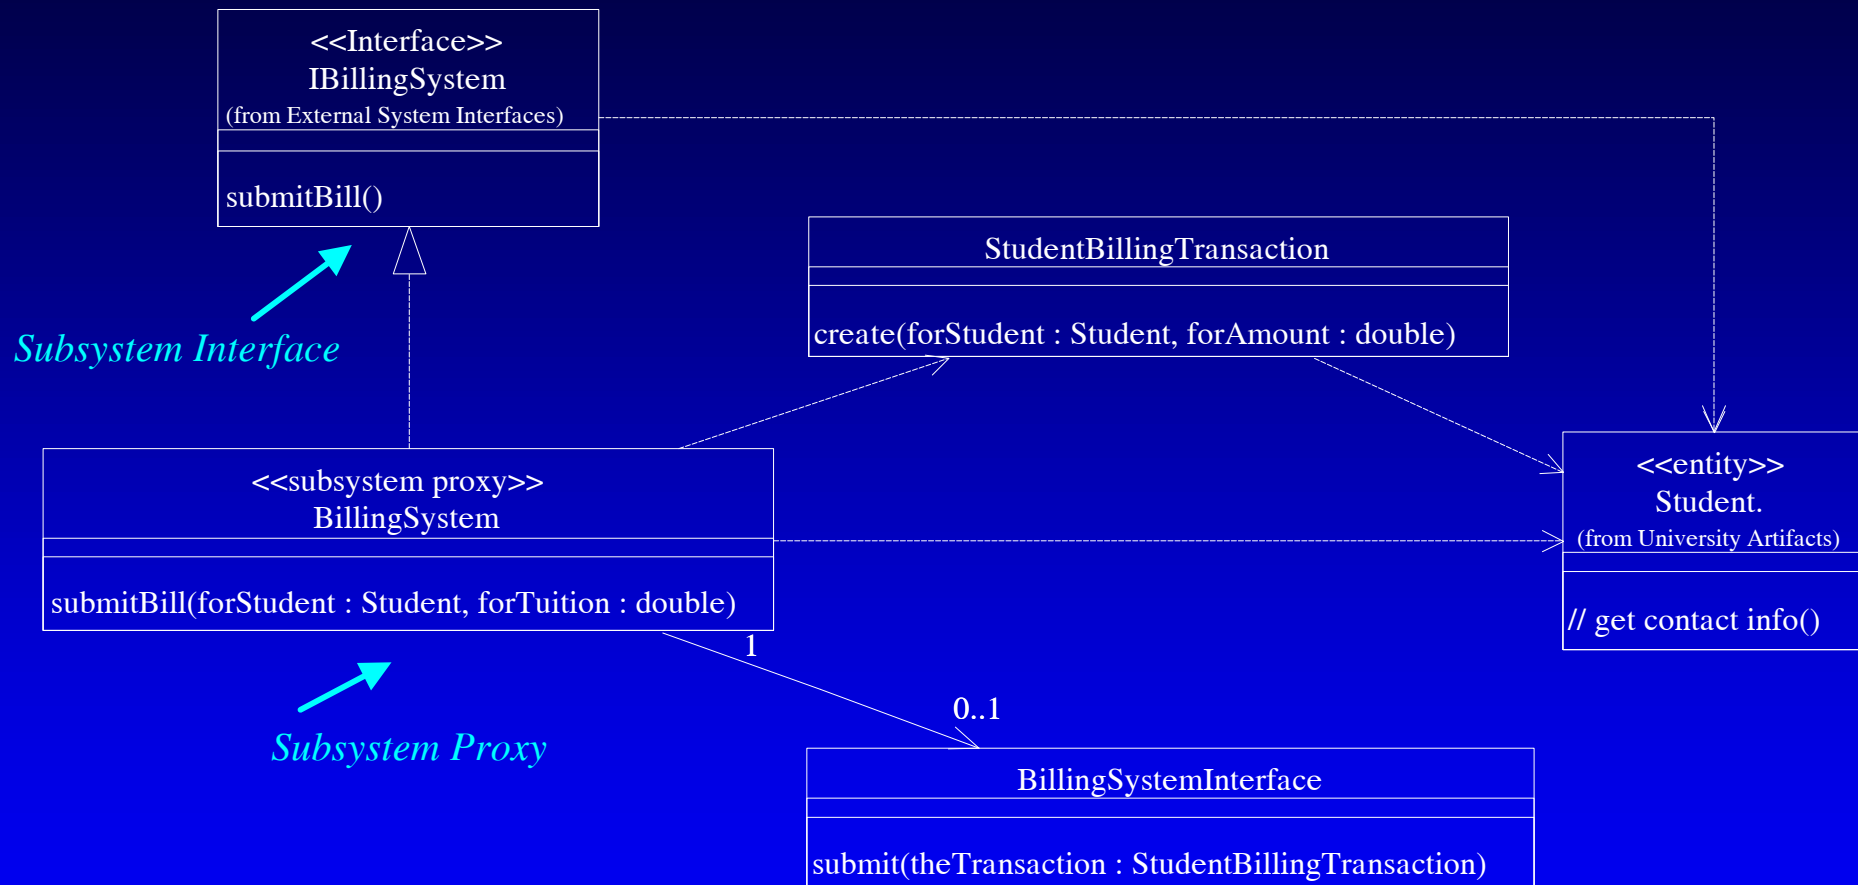 <<Interface>>
IBillingSystem
(from External System Interfaces)
submitBill()
Subsystem Interface
StudentBillingTransaction
create(forStudent : Student, forAmount : double)
<<subsystem proxy>>
BillingSystem
submitBill(forStudent : Student, forTuition : double)
<<entity>>
Student.
(from University Artifacts)
// get contact info()
1
0..1
Subsystem Proxy
BillingSystemInterface
submit(theTransaction : StudentBillingTransaction)